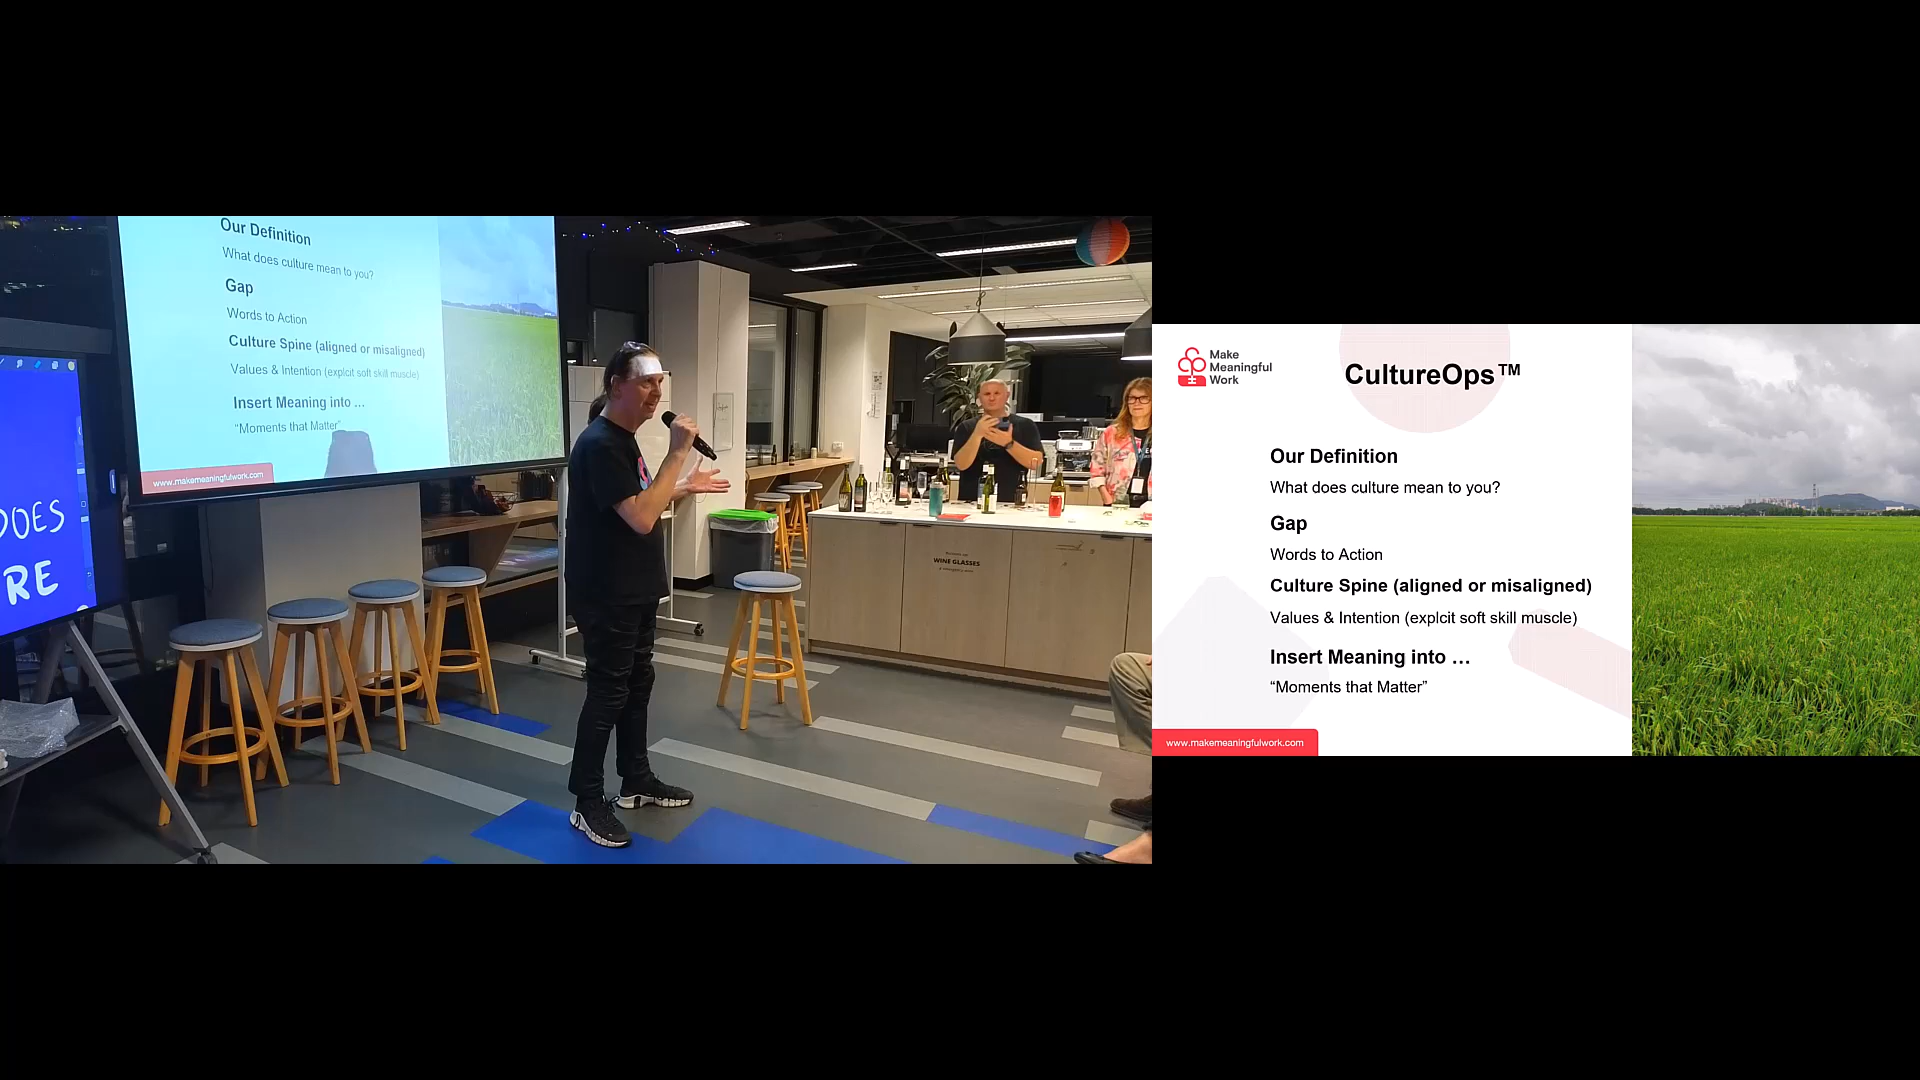 Our Definition
What does culture mean to you?
Gap
Words to Action
Culture Spine (aligned or misaligned)
Values & Intention (explcit soft skill muscle)
Insert Meaning into ...
"Moments that Matter"
www.makemeaningfulwork.com
DOES
RE
WINE GLASSES
Make
Meaningful
Work
CultureOps™
Our Definition
What does culture mean to you?
Gap
Words to Action
Culture Spine (aligned or misaligned)
Values & Intention (explcit soft skill muscle)
Insert Meaning into …
“Moments that Matter”
www.makemeaningfulwork.com